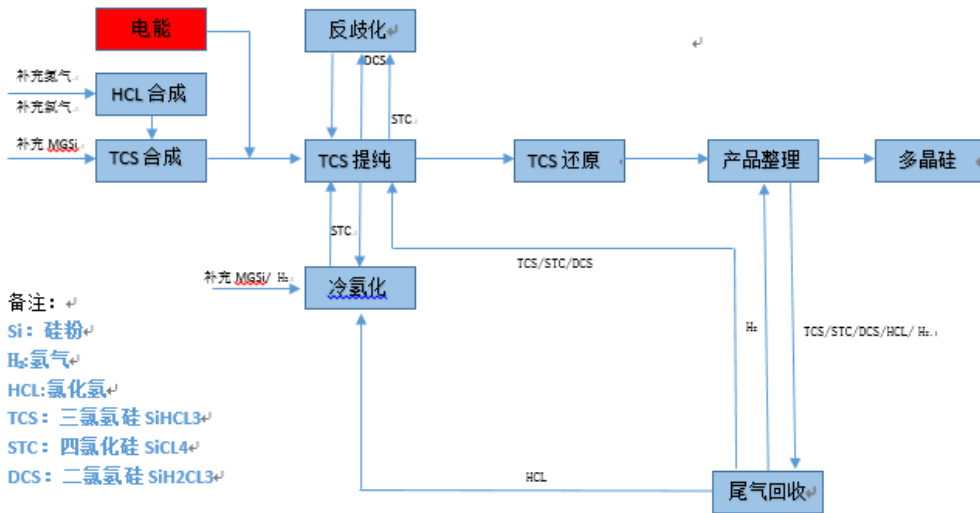 电能
反歧化
DCS
补充氢气
HCL 合成
补充氯气
STC
补充 MGSi
TCS 合成
TCS 提纯
TCS 还原
产品整理
多晶硅
STC
TCS/STC/DCS
补充 MGSi/ H₂
冷氢化
备注：
Si：硅粉
H₂:氢气
HCL:氯化氢
TCS：三氯氢硅 SiHCL3
STC：四氯化硅 SiCL4
DCS：二氯氢硅 SiH2CL3
H₂
TCS/STC/DCS/HCL/ H₂
HCL
尾气回收